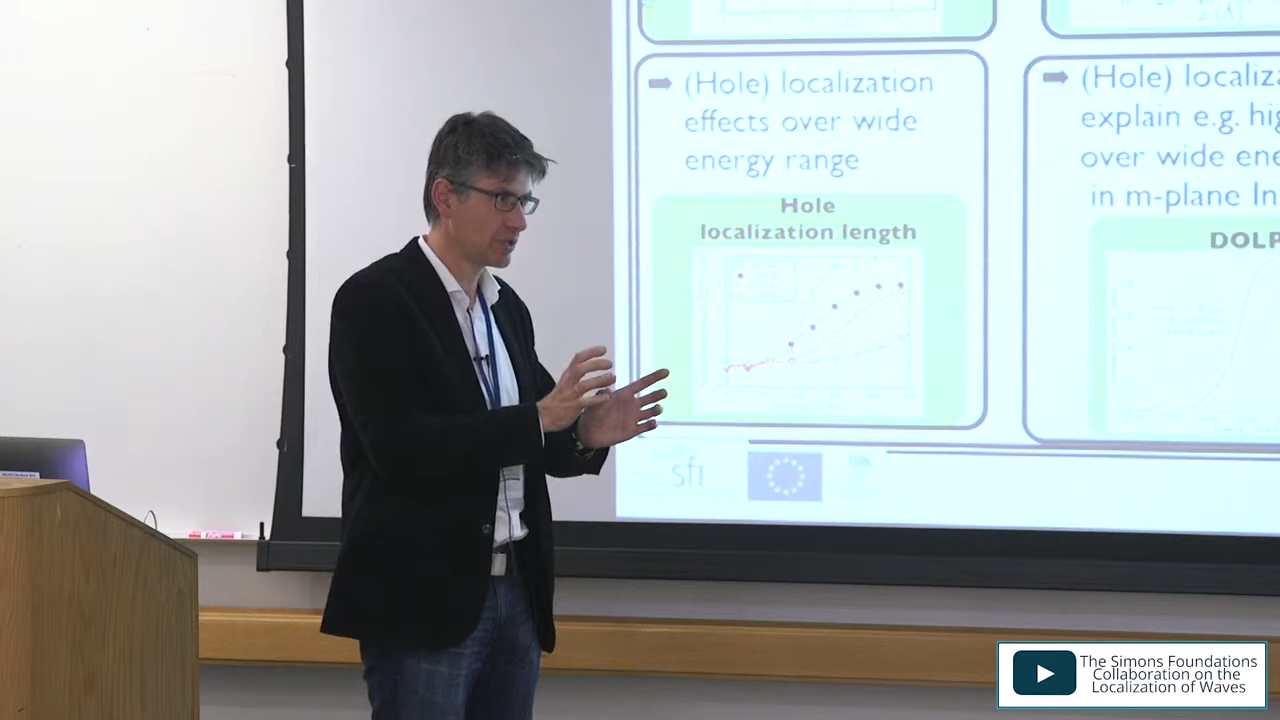 (Hole) localization
effects over wide
energy range
Hole
localization length
(Hole) localiza
explain e.g. hig
over wide ene
in m-plane In
DOLP
sfi
The Simons Foundations
Collaboration on the
Localization of Waves